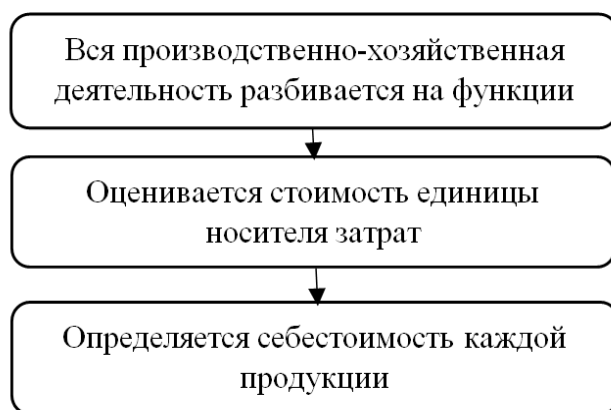 Вся производственно-хозяйственная
деятельность разбивается на функции
Оценивается стоимость единицы
носителя затрат
Определяется себестоимость каждой
продукции